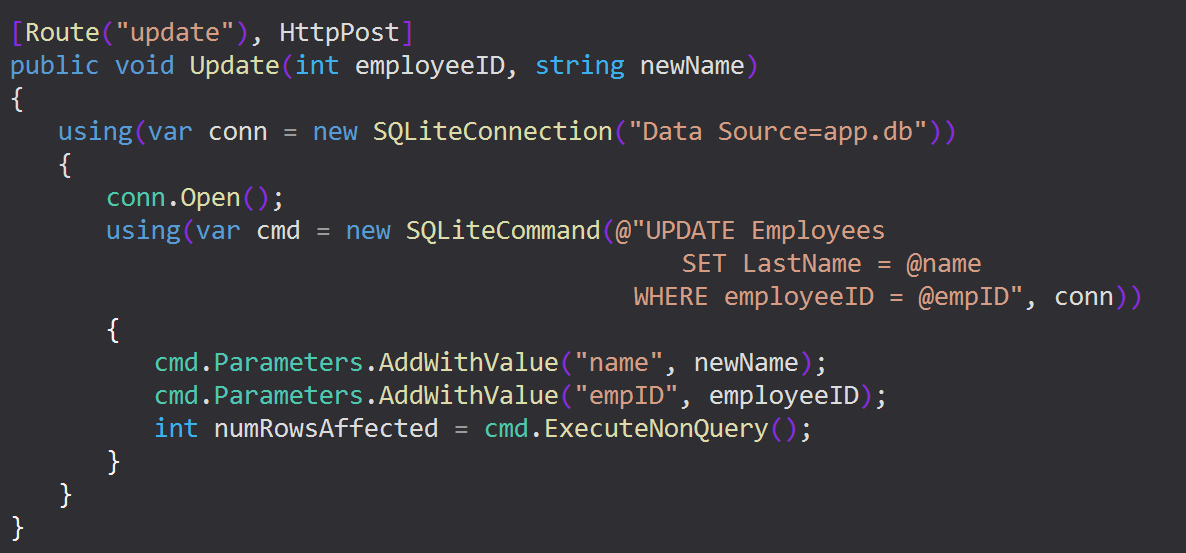 [Route("update"), HttpPost]
public void Update(int employeeID, string newName)
{
using(var conn = new SQLiteConnection("Data Source=app.db"))
{
conn.Open();
using(var cmd = new SQLiteCommand(@"UPDATE Employees
SET LastName = @name
WHERE employeeID = @empID", conn))
{
cmd.Parameters.AddWithValue("name", newName);
cmd.Parameters.AddWithValue("empID", employeeID);
int numRowsAffected = cmd.ExecuteNonQuery();
}
}
}